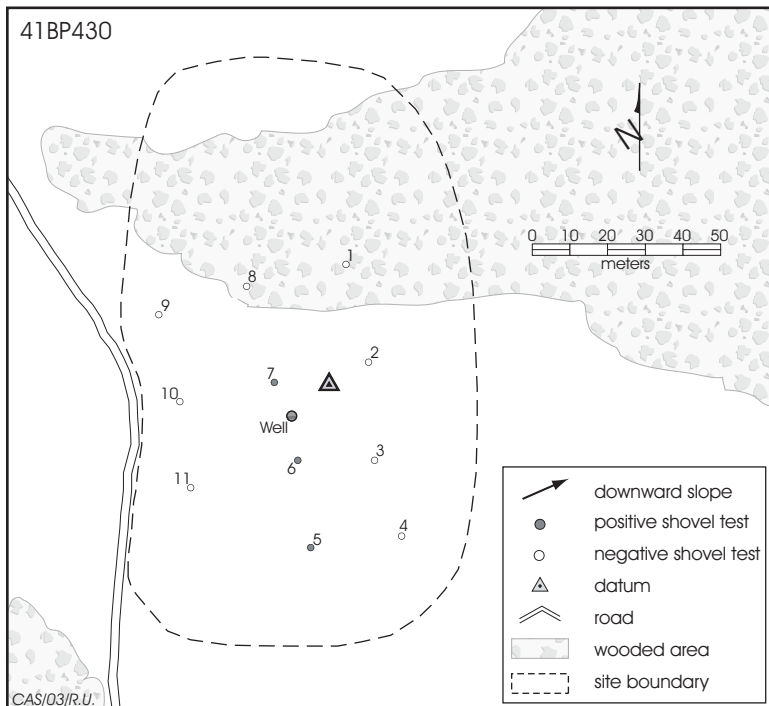 41BP430
N
0 10 20 30 40 50
meters
1
8
9
2
7
10
Well
3
6
11
4
5
downward slope
positive shovel test
negative shovel test
datum
road
wooded area
site boundary
CAS/03/R.U.